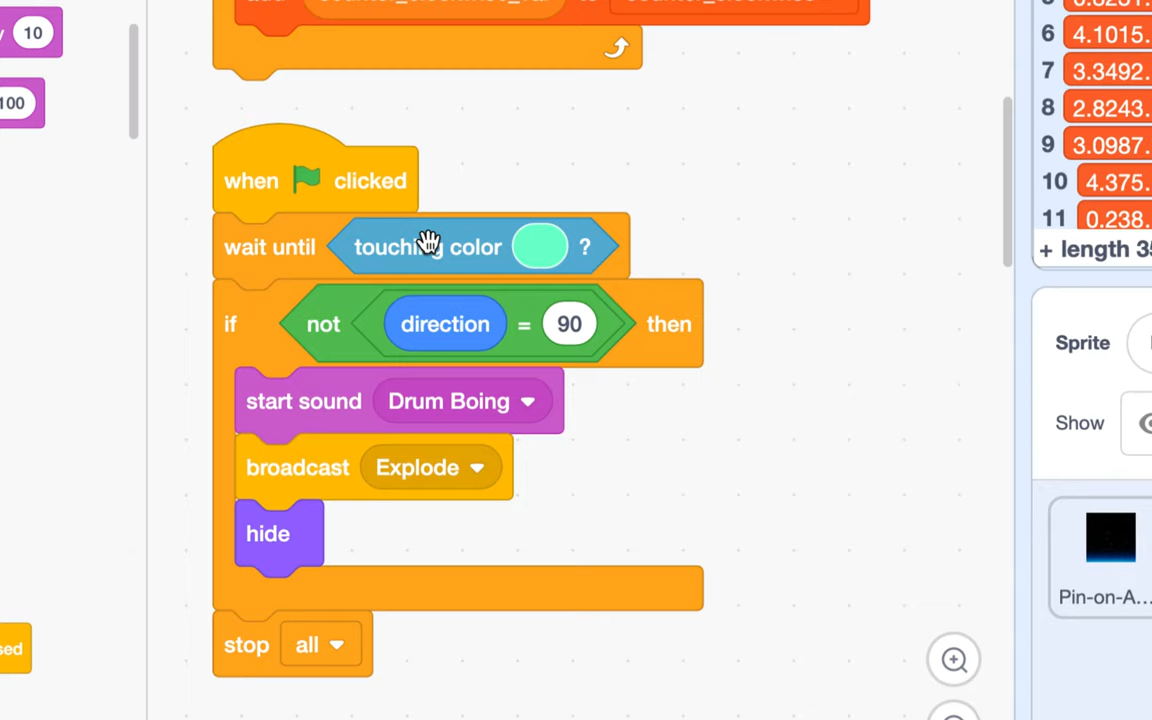 10
100
when clicked
wait until touching color ?
if not direction = 90 then
start sound Drum Boing
broadcast Explode
hide
stop all
6 4.1015.
7 3.3492.
8 2.8243.
9 3.0987.
10 4.375.
11 0.238.
+ length
Sprite
Show
Pin-on-A...